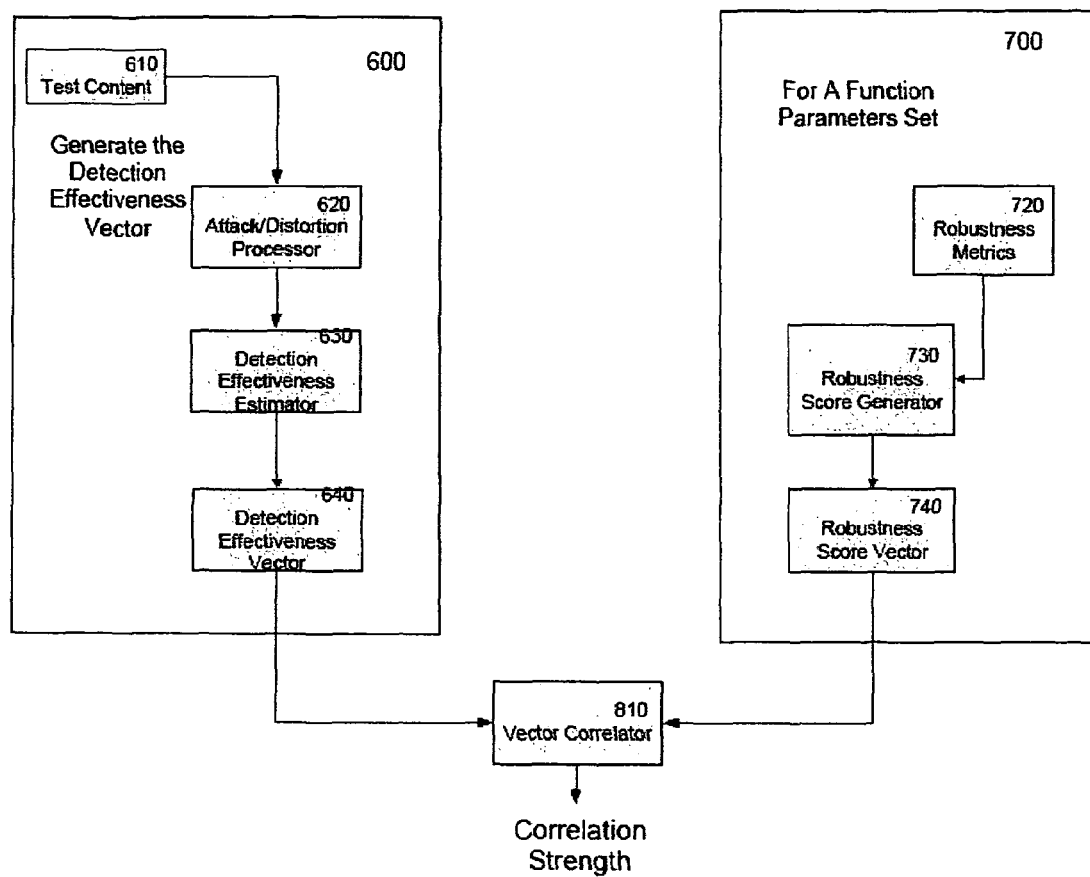 600
610
Test Content
Generate the
Detection
Effectiveness
Vector
620
Attack/Distortion
Processor
630
Detection
Effectiveness
Estimator
640
Detection
Effectiveness
Vector
700
For A Function
Parameters Set
720
Robustness
Metrics
730
Robustness
Score Generator
740
Robustness
Score Vector
810
Vector Correlator
Correlation
Strength